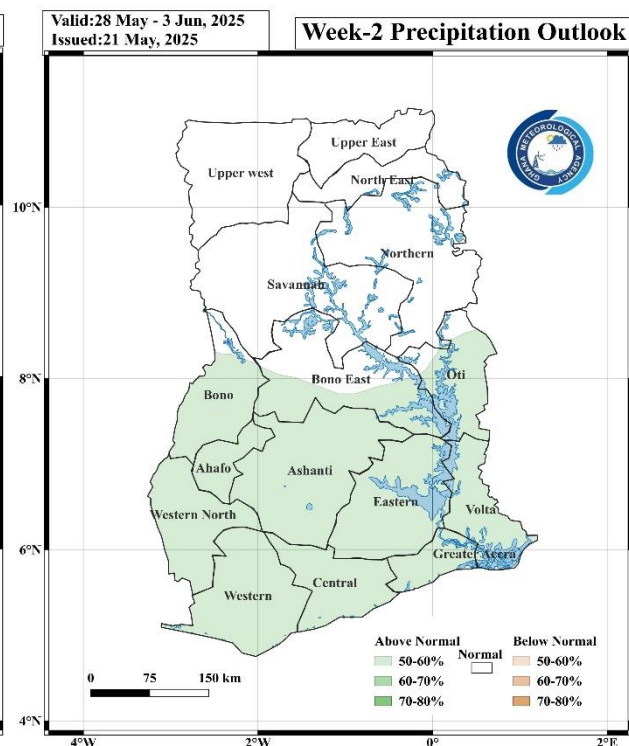 Valid:28 May - 3 Jun, 2025
Issued:21 May, 2025
Week-2 Precipitation Outlook
GHANA METEOROLOGICAL AGENCY
Upper East
Upper west
North East
10°N
Northern
Savannah
8°N
Bono East
Oti
Bono
Ahafo
Ashanti
Eastern
Volta
Western North
6°N
Greater Accra
Western
Central
Above Normal
Normal
Below Normal
50-60%
50-60%
60-70%
60-70%
70-80%
70-80%
0 75 150 km
4°N
4°W
2°W
0°
2°E